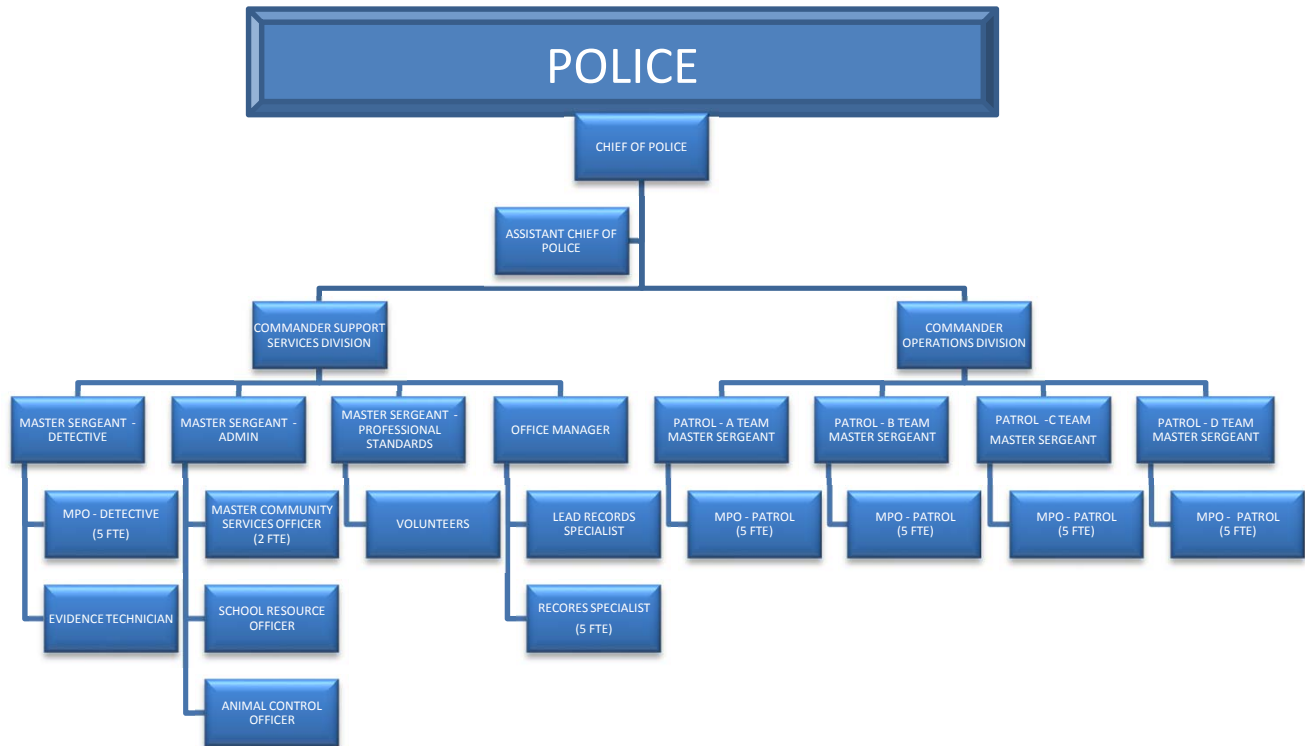 POLICE
CHIEF OF POLICE
ASSISTANT CHIEF OF
POLICE
COMMANDER SUPPORT
SERVICES DIVISION
COMMANDER
OPERATIONS DIVISION
MASTER SERGEANT -
DETECTIVE
MASTER SERGEANT -
ADMIN
MASTER SERGEANT -
PROFESSIONAL
STANDARDS
OFFICE MANAGER
PATROL - A TEAM
MASTER SERGEANT
PATROL - B TEAM
MASTER SERGEANT
PATROL -C TEAM
MASTER SERGEANT
PATROL - D TEAM
MASTER SERGEANT
MPO - DETECTIVE
(5 FTE)
MASTER COMMUNITY
SERVICES OFFICER
(2 FTE)
VOLUNTEERS
LEAD RECORDS
SPECIALIST
MPO - PATROL
(5 FTE)
MPO - PATROL
(5 FTE)
MPO - PATROL
(5 FTE)
MPO - PATROL
(5 FTE)
EVIDENCE TECHNICIAN
SCHOOL RESOURCE
OFFICER
RECORES SPECIALIST
(5 FTE)
ANIMAL CONTROL
OFFICER